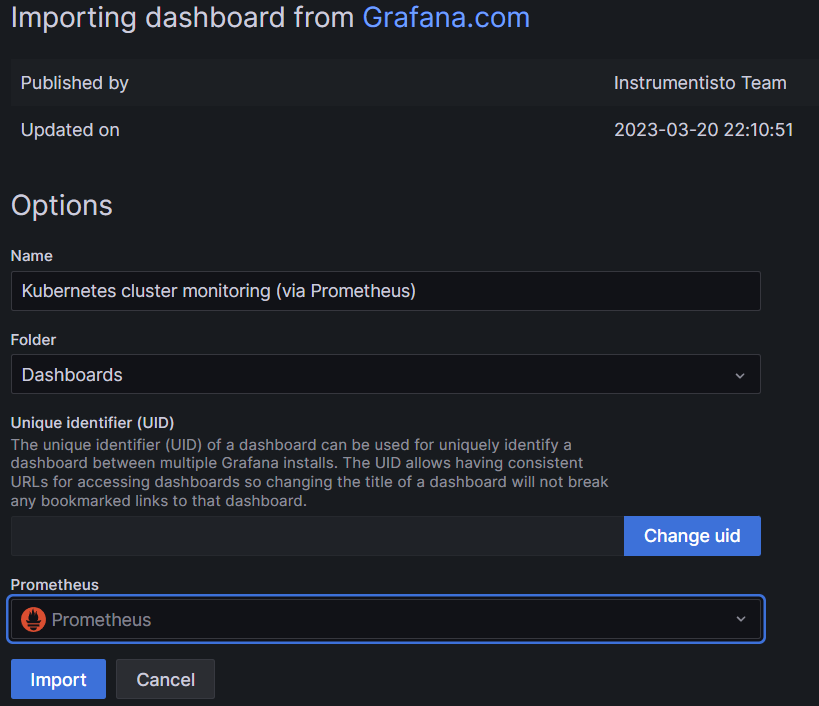 Importing dashboard from Grafana.com
Published by Instrumentisto Team
Updated on 2023-03-20 22:10:51
Options
Name
Kubernetes cluster monitoring (via Prometheus)
Folder
Dashboards
Unique identifier (UID)
The unique identifier (UID) of a dashboard can be used for uniquely identify a
dashboard between multiple Grafana installs. The UID allows having consistent
URLs for accessing dashboards so changing the title of a dashboard will not break
any bookmarked links to that dashboard.
Change uid
Prometheus
Prometheus
Import Cancel